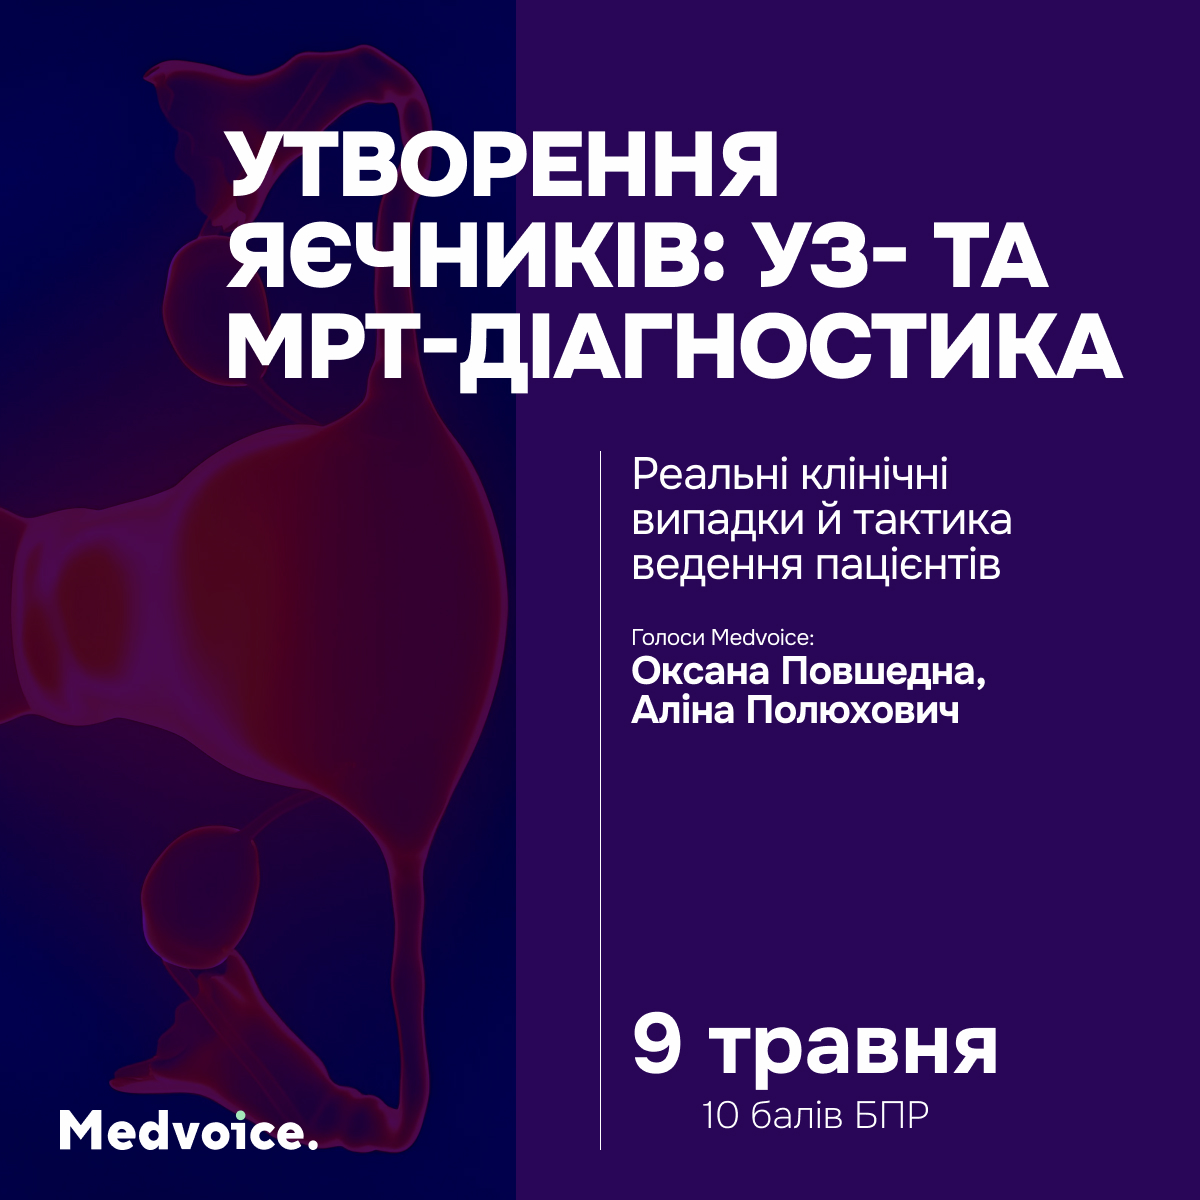 УТВОРЕННЯ
ЯЄЧНИКІВ: УЗ- ТА
МРТ-ДІАГНОСТИКА
Реальні клінічні
випадки й тактика
ведення пацієнтів
Голоси Medvoice:
Оксана Повшедна,
Аліна Полюхович
9 травня
10 балів БПР
Medvoice.